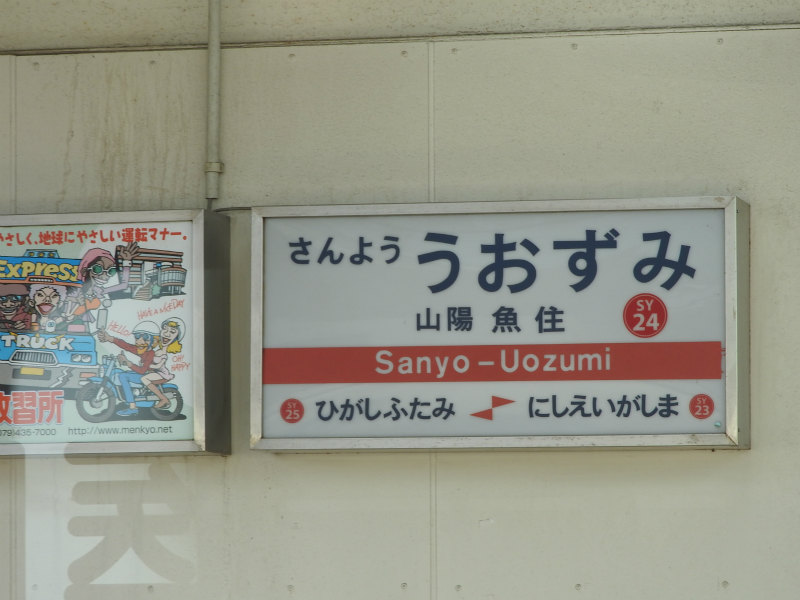 さしく、地球にやさしい運転マナー。
Express
TRUCK
HAVE A NICE DAY
HELLO
OH! HAPPY
教習所
079)435-7000 http://www.menkyo.net
さんよう うおずみ
山陽 魚住
SY 24
Sanyo-Uozumi
SY 25 ひがしふたみ にしえいがしま SY 23